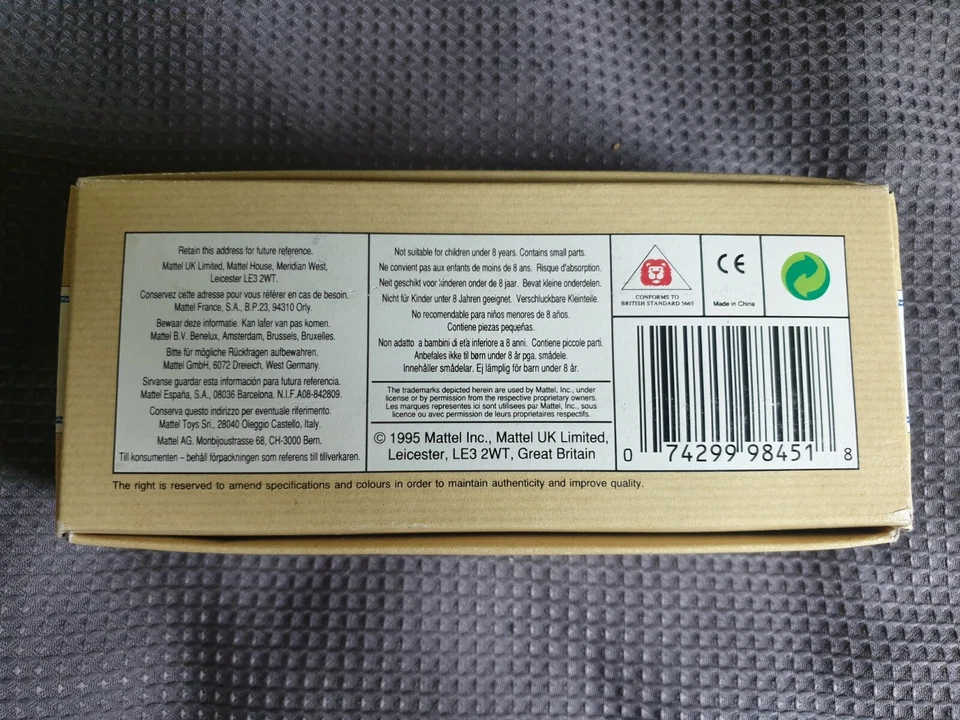 Retain this address for future reference.
Mattel UK Limited, Mattel House, Meridian West,
Leicester LE3 2WT.
Conservez cette adresse pour vous référer en cas de besoin.
Mattel France, S.A., B.P.23, 94310 Orly.
Bewaar deze informatie. Kan later van pas komen.
Mattel B.V. Benelux, Amsterdam, Brussels, Bruxelles.
Bitte für mögliche Rückfragen aufbewahren.
Mattel GmbH, 6072 Dreieich, West Germany.
Sirvanse guardar esta información para futura referencia.
Mattel España, S.A., 08036 Barcelona. N.I.F.A08-842809.
Conserva questo indirizzo per eventuale riferimento.
Mattel Toys Srl., 28040 Oleggio Castello, Italy.
Mattel AG. Monbijoustrasse 68, CH-3000 Bern.
Till konsumenten – behåll förpackningen som referens till tillverkaren.
Not suitable for children under 8 years. Contains small parts.
Ne convient pas aux enfants de moins de 8 ans. Risque d'absorption.
Neit geschikt voor kinderen onder de 8 jaar. Bevat kleine onderdelen.
Nicht für Kinder unter 8 Jahren geeignet. Verschluckbare Kleinteile.
No recomendable para niños menores de 8 años.
Contiene piezas pequeñas.
Non adatto a bambini di età inferiore a 8 anni. Contiene piccole parti.
Anbefales ikke til børn under 8 år pga. smådele.
Innehåller smådelar. Ej lämplig för barn under 8 år.
The trademarks depicted herein are used by Mattel, Inc., under
license or by permission from the respective proprietary owners.
Les marques representes ici sont utilisees par Mattel, Inc., sous
licence ou avec permission de leurs proprietaires respectifs.
© 1995 Mattel Inc., Mattel UK Limited,
Leicester, LE3 2WT, Great Britain
CONFORMS TO
BRITISH STANDARD 5665
CE
Made in China
0 74299 98451 8
The right is reserved to amend specifications and colours in order to maintain authenticity and improve quality.